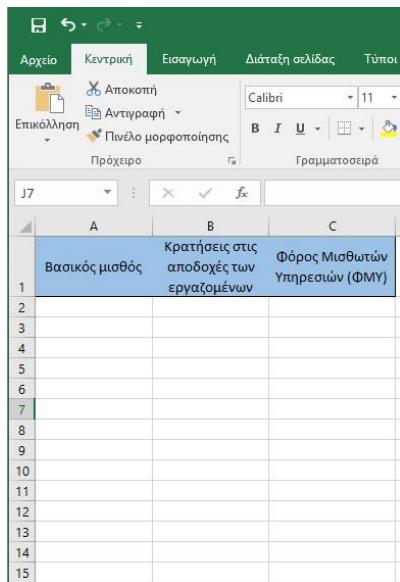 Αρχείο Κεντρική Εισαγωγή Διάταξη σελίδας Τύποι
Επικόλληση
Αποκοπή
Αντιγραφή
Πινέλο μορφοποίησης
Πρόχειρο
Calibri 11
B I U
Γραμματοσειρά
J7 fx
A B C
1 Βασικός μισθός
Κρατήσεις στις
αποδοχές των
εργαζομένων
Φόρος Μισθωτών
Υπηρεσιών (ΦΜΥ)
2
3
4
5
6
7
8
9
10
11
12
13
14
15